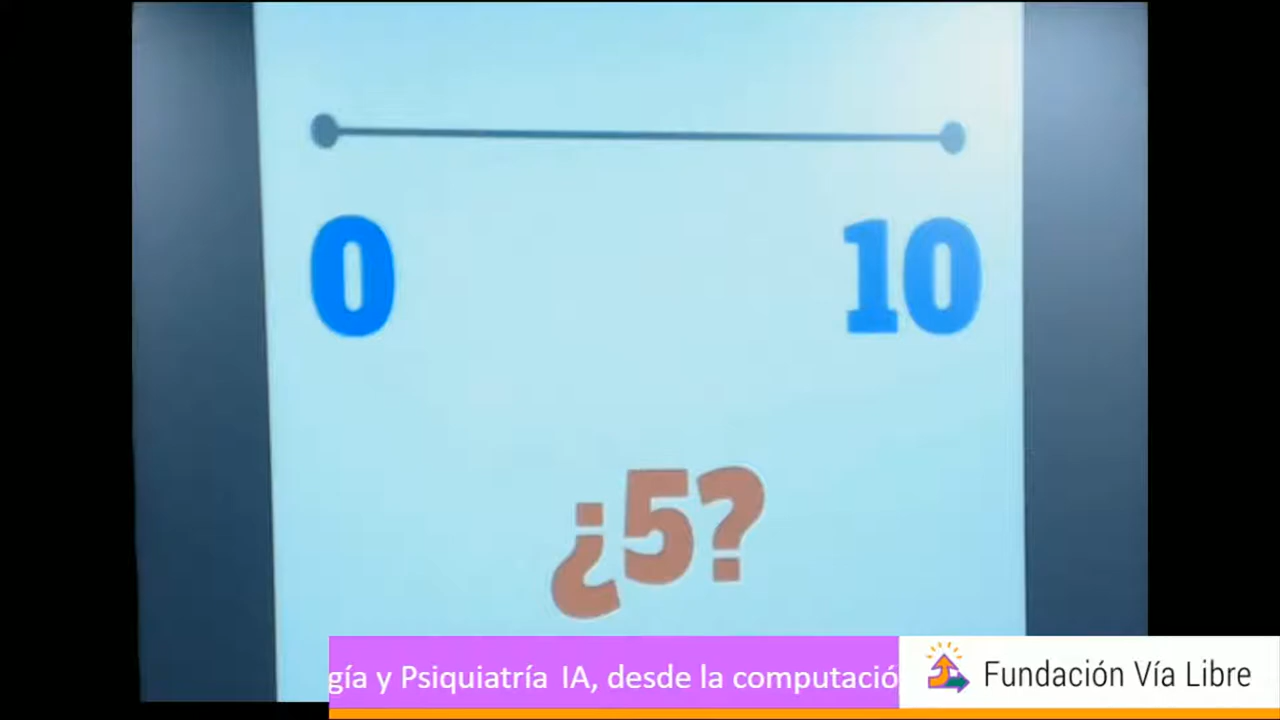 0 10
¿5?
gía y Psiquiatría IA, desde la computació
Fundación Vía Libre